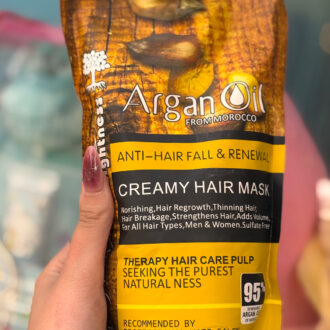 Argan Oil
FROM MOROCCO
ANTI-HAIR FALL & RENEWAL
CREAMY HAIR MASK
Norishing,Hair Regrowth,Thinning Hair,
Hair Breakage,Strengthens Hair,Adds Volume,
For All Hair Types,Men & Women.Sulfate Free
THERAPY HAIR CARE PULP
SEEKING THE PUREST
NATURAL NESS
95%
RECOMMENDED BY